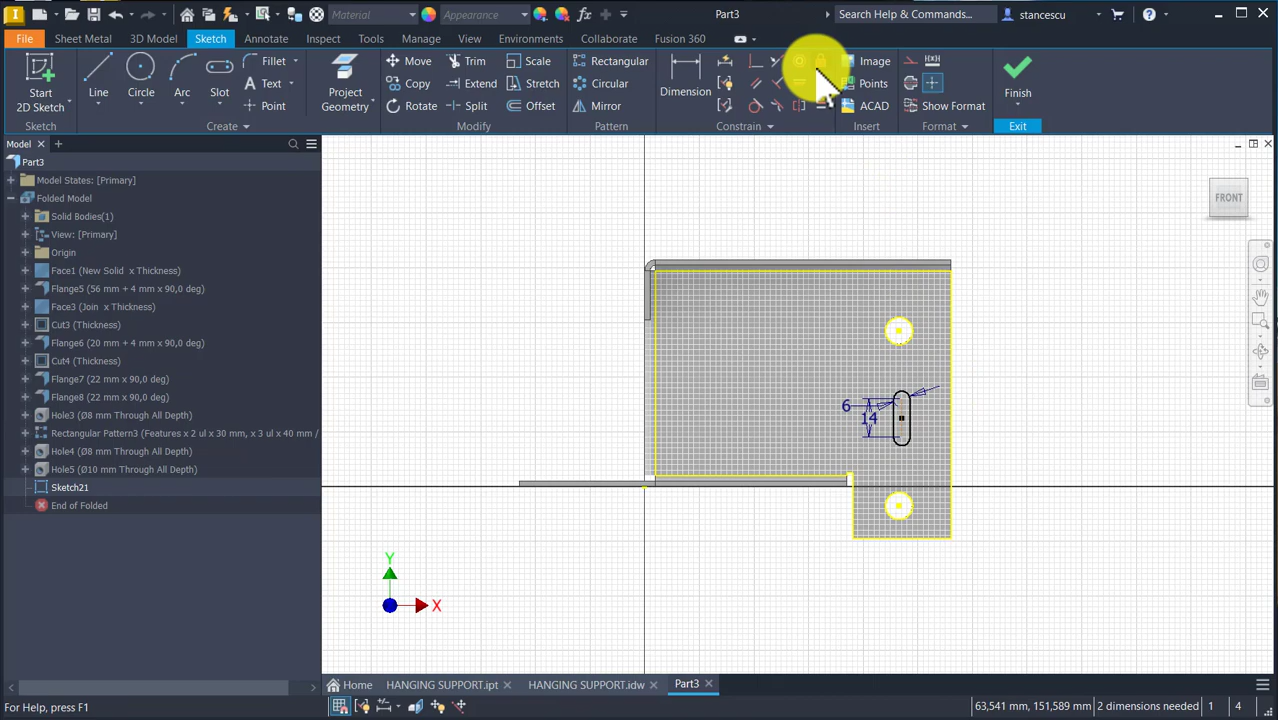 Material
Appearance
Part3
Search Help & Commands...
stancescu
File
Sheet Metal
3D Model
Sketch
Annotate
Inspect
Tools
Manage
View
Environments
Collaborate
Fusion 360
Start
2D Sketch
Line
Circle
Arc
Slot
Fillet
Text
Point
Project
Geometry
Move
Copy
Rotate
Trim
Extend
Split
Scale
Stretch
Offset
Rectangular
Circular
Mirror
Dimension
Image
Points
ACAD
Show Format
Finish
Sketch
Create
Modify
Pattern
Constrain
Insert
Format
Exit
Model
Part3
Model States: [Primary]
Folded Model
Solid Bodies(1)
View: [Primary]
Origin
Face1 (New Solid x Thickness)
Flange5 (56 mm + 4 mm x 90,0 deg)
Face3 (Join x Thickness)
Cut3 (Thickness)
Flange6 (20 mm + 4 mm x 90,0 deg)
Cut4 (Thickness)
Flange7 (22 mm x 90,0 deg)
Flange8 (22 mm x 90,0 deg)
Hole3 (Ø8 mm Through All Depth)
Rectangular Pattern3 (Features x 2 ul x 30 mm, x 3 ul x 40 mm /
Hole4 (Ø8 mm Through All Depth)
Hole5 (Ø10 mm Through All Depth)
Sketch21
End of Folded
FRONT
6
14
Y
X
Home
HANGING SUPPORT.ipt
HANGING SUPPORT.idw
Part3
For Help, press F1
63,541 mm, 151,589 mm
2 dimensions needed
1
4